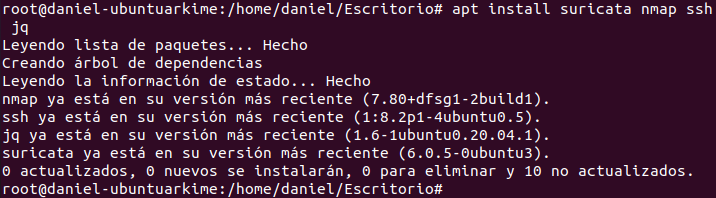 root@daniel-ubuntuarkime:/home/daniel/Escritorio# apt install suricata nmap ssh
 jq
Leyendo lista de paquetes... Hecho
Creando árbol de dependencias
Leyendo la información de estado... Hecho
nmap ya está en su versión más reciente (7.80+dfsg1-2build1).
ssh ya está en su versión más reciente (1:8.2p1-4ubuntu0.5).
jq ya está en su versión más reciente (1.6-1ubuntu0.20.04.1).
suricata ya está en su versión más reciente (6.0.5-0ubuntu3).
0 actualizados, 0 nuevos se instalarán, 0 para eliminar y 10 no actualizados.
root@daniel-ubuntuarkime:/home/daniel/Escritorio#